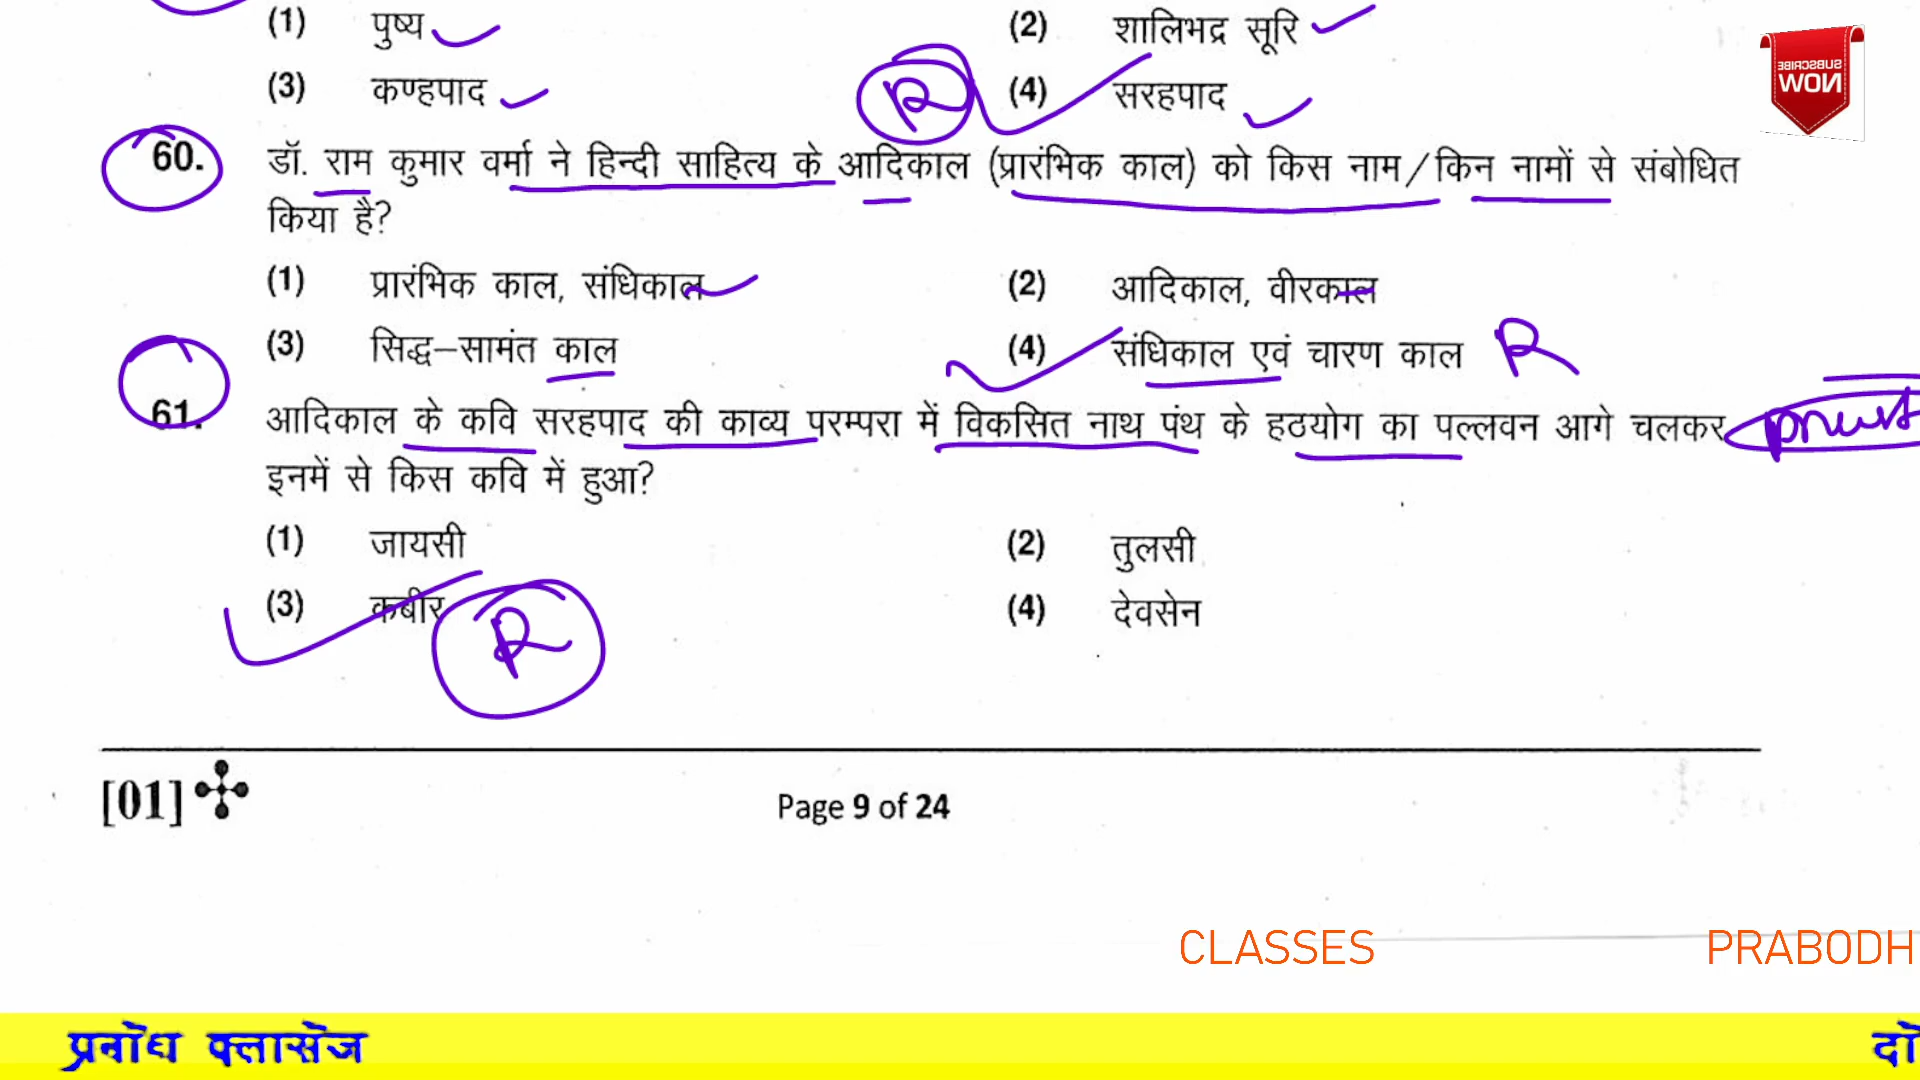 (1) पुष्य (2) शालिभद्र सूरि
(3) कण्हपाद R (4) सरहपाद
60. डॉ. राम कुमार वर्मा ने हिन्दी साहित्य के आदिकाल (प्रारंभिक काल) को किस नाम/किन नामों से संबोधित
किया है?
(1) प्रारंभिक काल, संधिकाल (2) आदिकाल, वीरकाल
(3) सिद्ध–सामंत काल (4) संधिकाल एवं चारण काल R
61. आदिकाल के कवि सरहपाद की काव्य परम्परा में विकसित नाथ पंथ के हठयोग का पल्लवन आगे चलकर
इनमें से किस कवि में हुआ?
(1) जायसी (2) तुलसी
(3) कबीर R (4) देवसेन
[01] Page 9 of 24
SUBSCRIBE
NOW
CLASSES PRABODH
प्रबोध क्लासेज दो